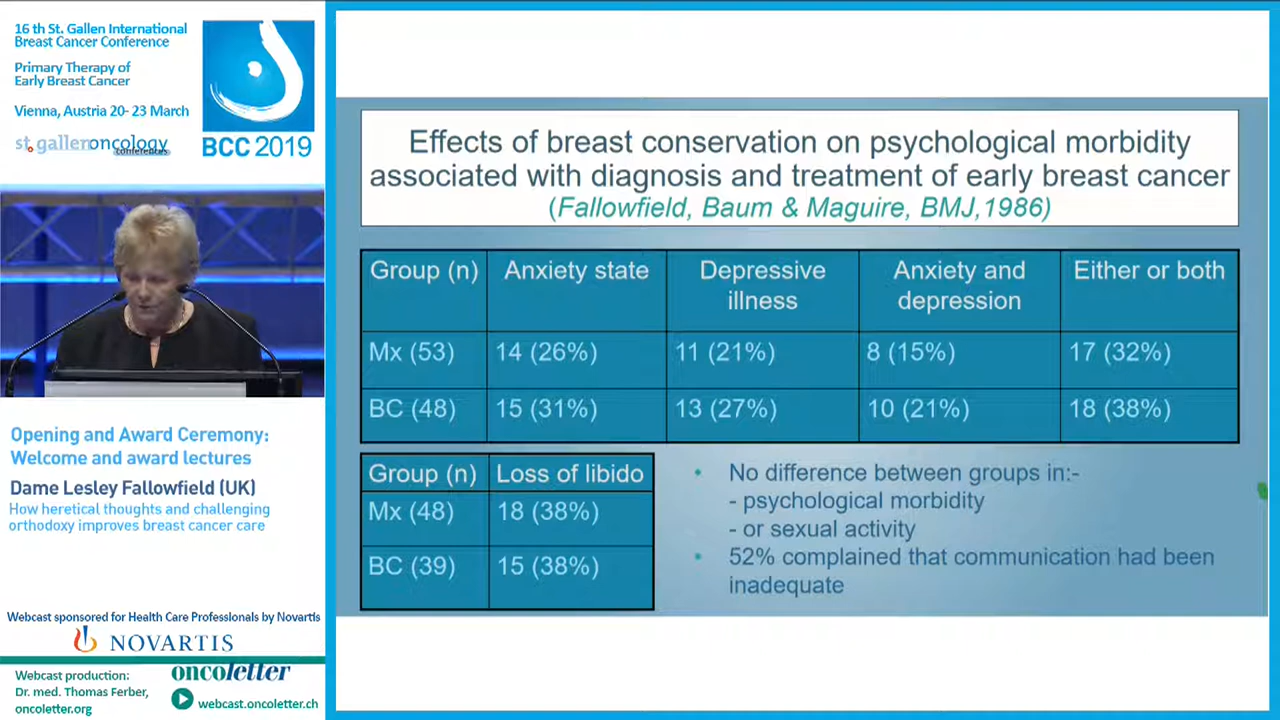 16 th St. Gallen International
Breast Cancer Conference
Primary Therapy of
Early Breast Cancer
Vienna, Austria 20- 23 March
st.gallenoncology
conferences
BCC 2019
Opening and Award Ceremony:
Welcome and award lectures
Dame Lesley Fallowfield (UK)
How heretical thoughts and challenging
orthodoxy improves breast cancer care
Webcast sponsored for Health Care Professionals by Novartis
NOVARTIS
Webcast production:
Dr. med. Thomas Ferber,
oncoletter.org
oncoletter
webcast.oncoletter.ch
Effects of breast conservation on psychological morbidity
associated with diagnosis and treatment of early breast cancer
(Fallowfield, Baum & Maguire, BMJ,1986)
Group (n) Anxiety state Depressive illness Anxiety and depression Either or both
Mx (53) 14 (26%) 11 (21%) 8 (15%) 17 (32%)
BC (48) 15 (31%) 13 (27%) 10 (21%) 18 (38%)
Group (n) Loss of libido
Mx (48) 18 (38%)
BC (39) 15 (38%)
• No difference between groups in:-
- psychological morbidity
- or sexual activity
• 52% complained that communication had been
inadequate